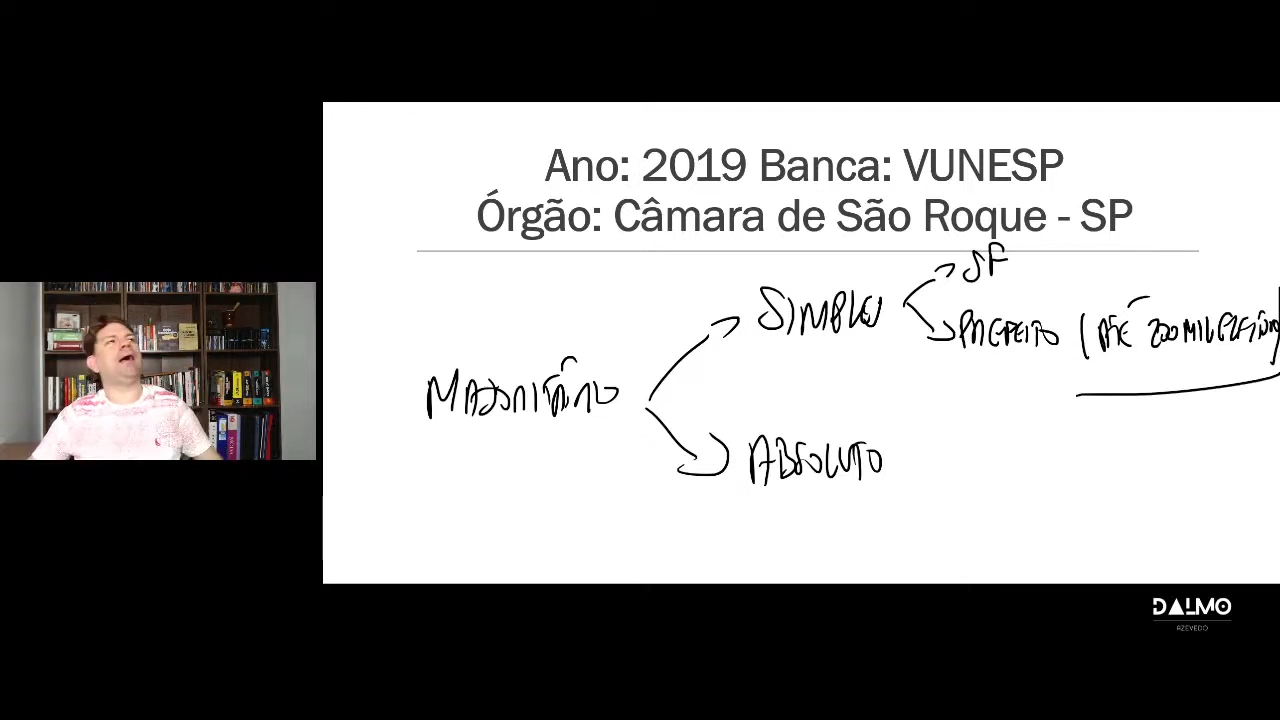 Ano: 2019 Banca: VUNESP
Órgão: Câmara de São Roque - SP
SF
SIMPLES
PREFEITO (ATÉ 200 MIL ELEITORES)
MAJORITÁRIO
ABSOLUTO
DALMO
AZEVEDO